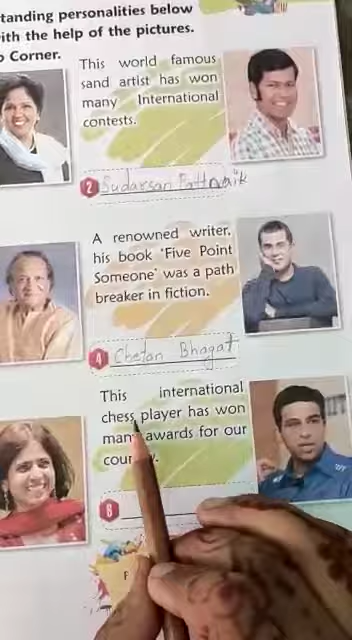 tanding personalities below
ith the help of the pictures.
Corner.
This world famous
sand artist has won
many International
contests.
2 Sudarsan Pattnaik
A renowned writer,
his book 'Five Point
Someone' was a path
breaker in fiction.
4 Chetan Bhagat
This international
chess player has won
many awards for our
country.
6